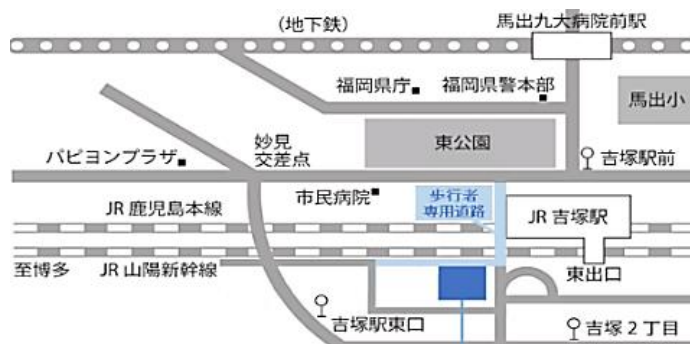 (地下鉄)
馬出九大病院前駅
福岡県庁
福岡県警本部
馬出小
パピヨンプラザ
妙見
交差点
東公園
吉塚駅前
市民病院
歩行者
専用道路
JR 鹿児島本線
JR 吉塚駅
至博多
JR 山陽新幹線
東出口
吉塚駅東口
吉塚2丁目